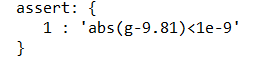 assert: {
   1 : 'abs(g-9.81)<1e-9'
}